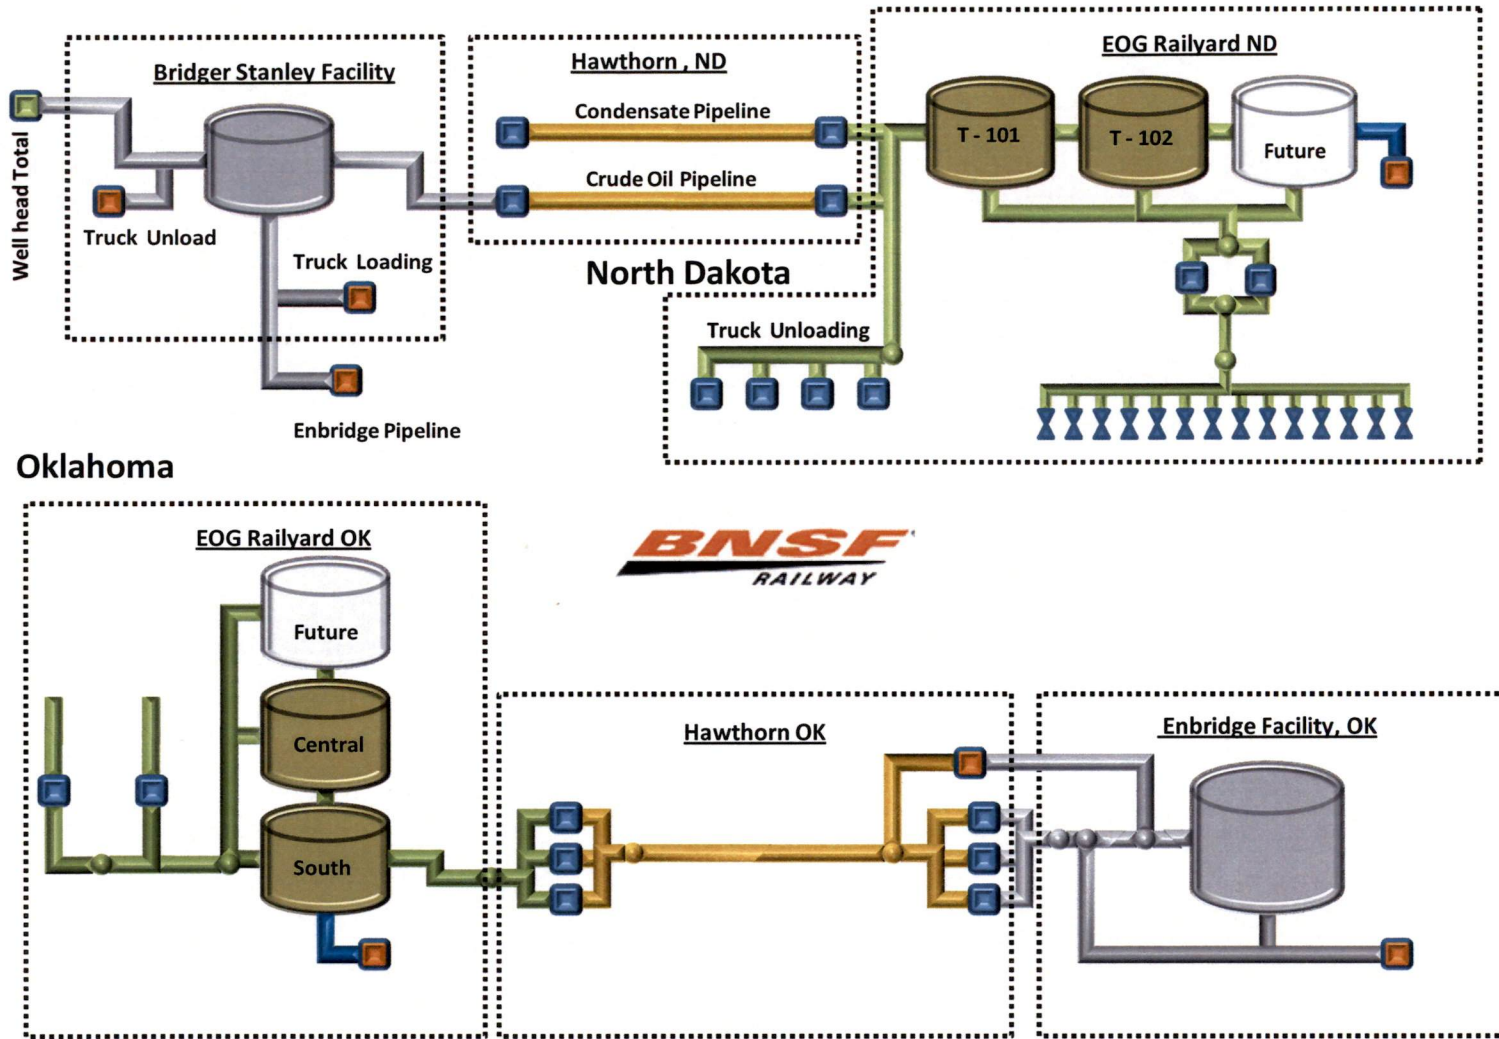 Bridger Stanley Facility
Well head Total
Truck Unload
Truck Loading
Enbridge Pipeline
Hawthorn , ND
Condensate Pipeline
Crude Oil Pipeline
North Dakota
EOG Railyard ND
T - 101
T - 102
Future
Truck Unloading
Oklahoma
EOG Railyard OK
Future
Central
South
BNSF
RAILWAY
Hawthorn OK
Enbridge Facility, OK